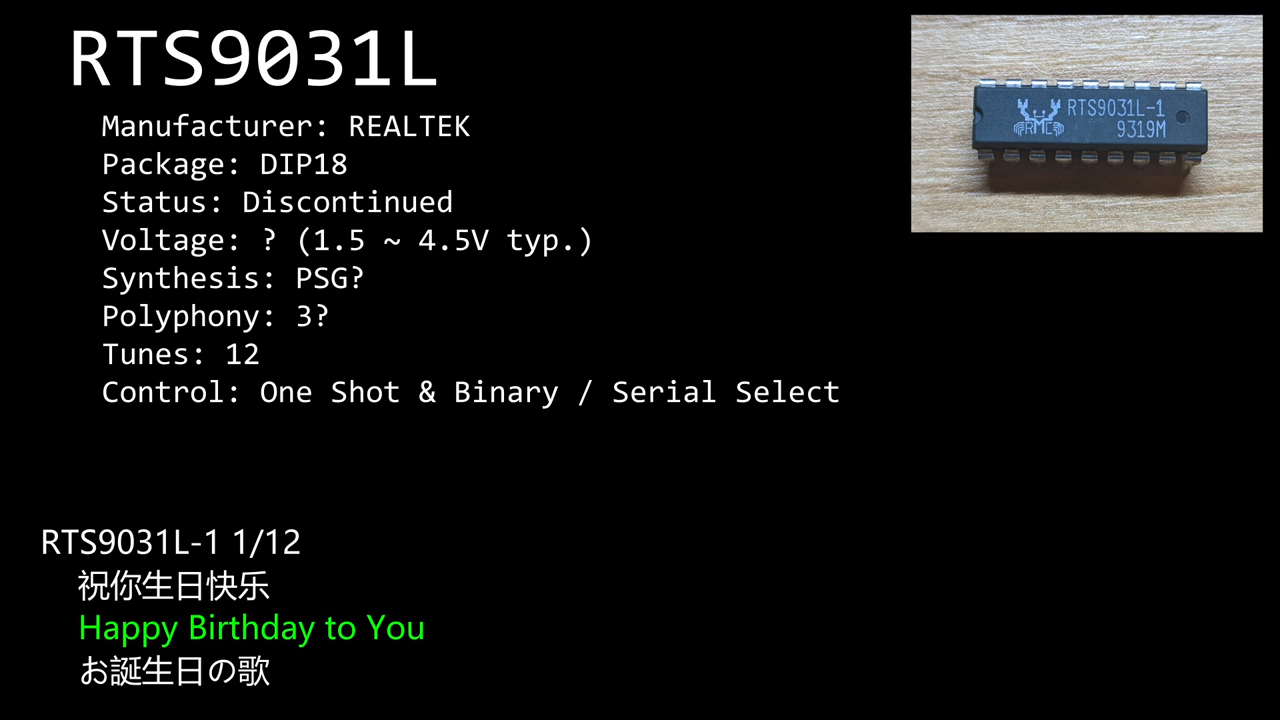 RTS9031L
Manufacturer: REALTEK
Package: DIP18
Status: Discontinued
Voltage: ? (1.5 ~ 4.5V typ.)
Synthesis: PSG?
Polyphony: 3?
Tunes: 12
Control: One Shot & Binary / Serial Select
RMC
RTS9031L-1
9319M
RTS9031L-1 1/12
祝你生日快乐
Happy Birthday to You
お誕生日の歌